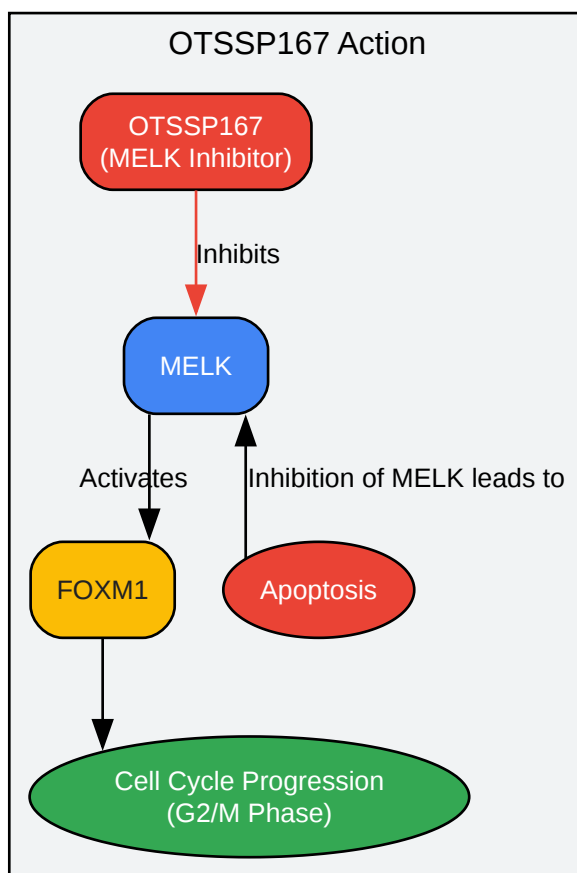 OTSSP167 Action
OTSSP167
(MELK Inhibitor)
Inhibits
MELK
Activates
Inhibition of MELK leads to
FOXM1
Apoptosis
Cell Cycle Progression
(G2/M Phase)